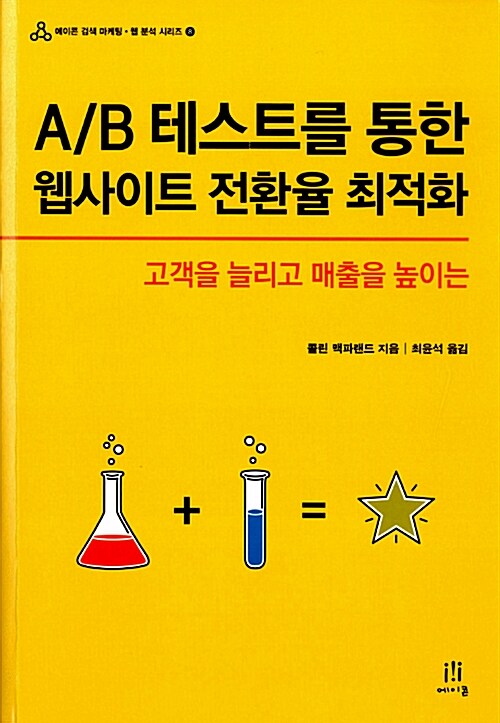 에이콘 검색 마케팅・웹 분석 시리즈 8
A/B 테스트를 통한
웹사이트 전환율 최적화
고객을 늘리고 매출을 높이는
콜린 맥파랜드 지음 | 최윤석 옮김
+ =
에이콘